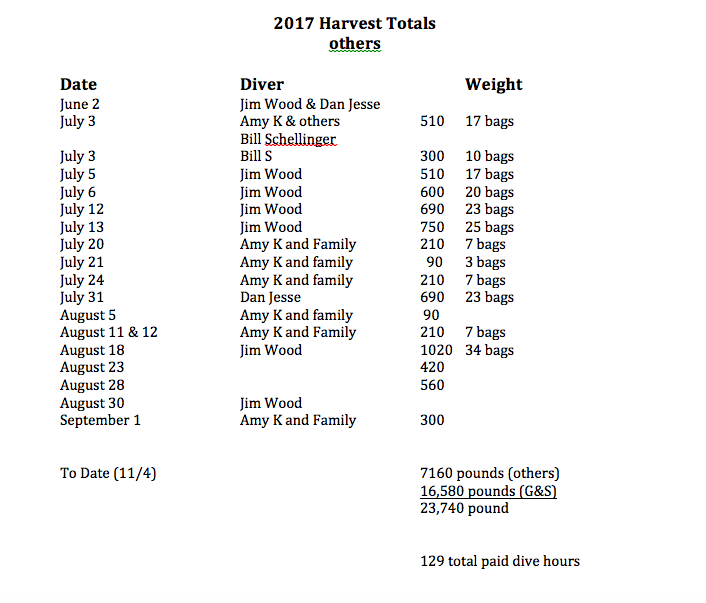 2017 Harvest Totals
others
Date Diver Weight
June 2 Jim Wood & Dan Jesse
July 3 Amy K & others 510 17 bags
Bill Schellinger
July 3 Bill S 300 10 bags
July 5 Jim Wood 510 17 bags
July 6 Jim Wood 600 20 bags
July 12 Jim Wood 690 23 bags
July 13 Jim Wood 750 25 bags
July 20 Amy K and Family 210 7 bags
July 21 Amy K and family 90 3 bags
July 24 Amy K and family 210 7 bags
July 31 Dan Jesse 690 23 bags
August 5 Amy K and family 90
August 11 & 12 Amy K and Family 210 7 bags
August 18 Jim Wood 1020 34 bags
August 23 420
August 28 560
August 30 Jim Wood
September 1 Amy K and Family 300
To Date (11/4) 7160 pounds (others)
16,580 pounds (G&S)
23,740 pound
129 total paid dive hours